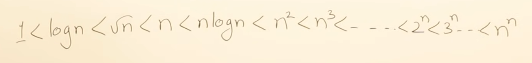 1 < logn < √n < n < nlogn < n² < n³ < - - - - < 2ⁿ < 3ⁿ - - < nⁿ